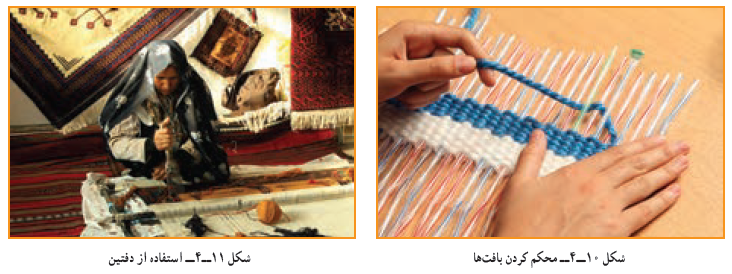 شکل ۱۰ــ۴ــ محکم کردن بافت‌ها
شکل ۱۱ــ۴ــ استفاده از دفتین